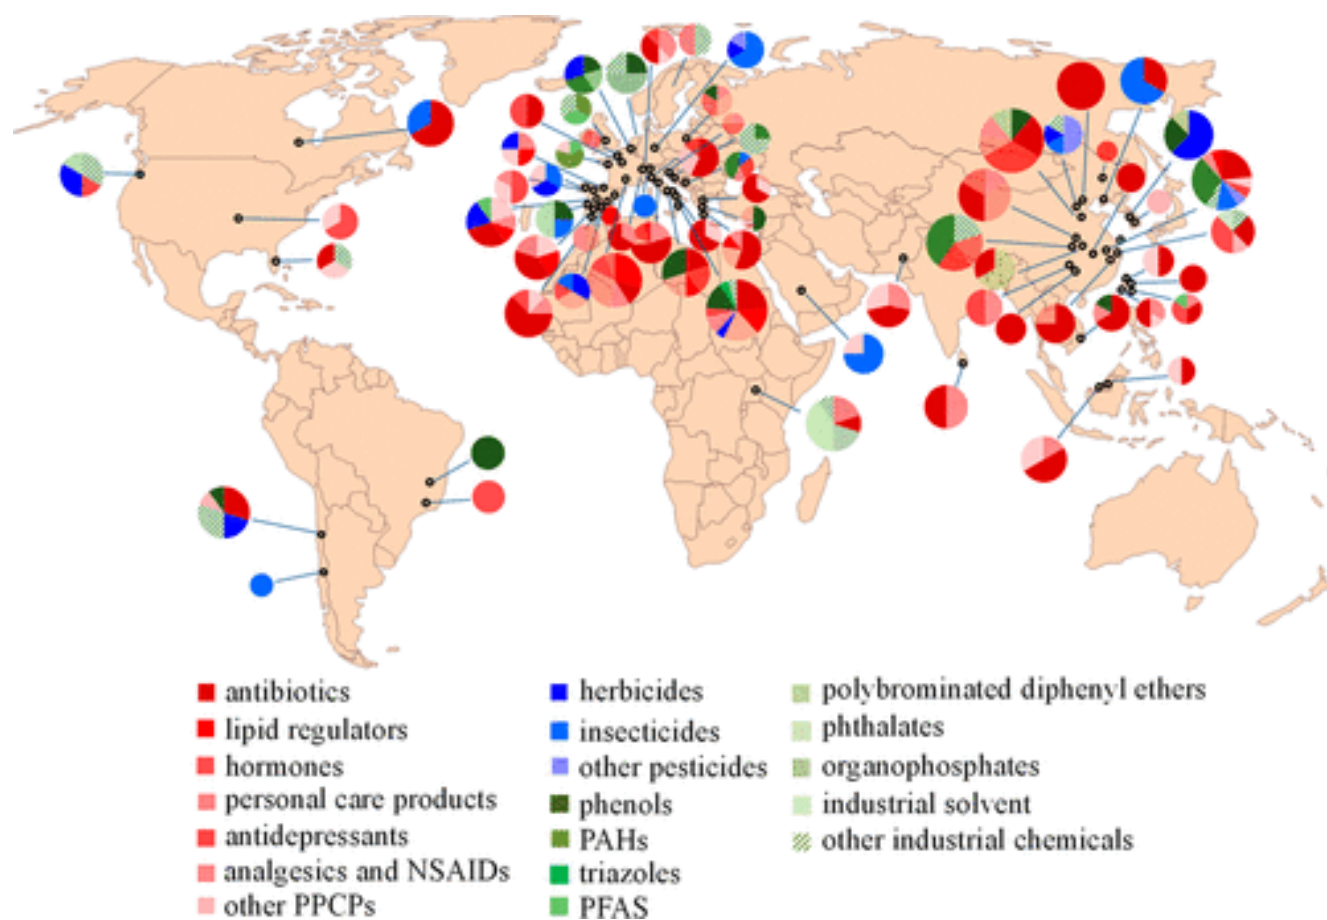 antibiotics
lipid regulators
hormones
personal care products
antidepressants
analgesics and NSAIDs
other PPCPs
herbicides
insecticides
other pesticides
phenols
PAHs
triazoles
PFAS
polybrominated diphenyl ethers
phthalates
organophosphates
industrial solvent
other industrial chemicals